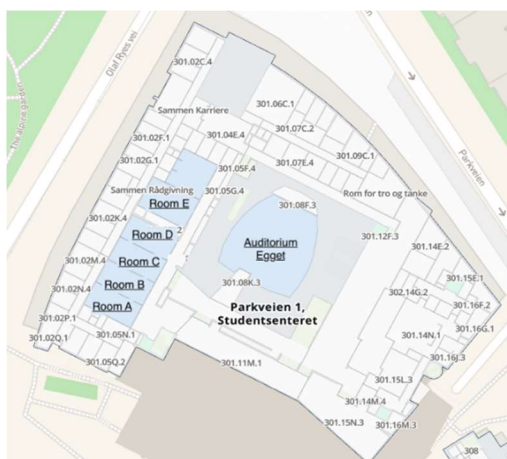 Olaf Ryes vei
Parkveien
The alpine garden
Parkveien
301.02C.4
Sammen Karriere
301.06C.1
301.07C.2
301.02F.1
301.04E.4
301.09C.1
301.02G.1
301.05F.4
301.07E.4
Sammen Rådgivning
301.05G.4
Rom for tro og tanke
Room E
301.08F.3
301.02K.4
Room D
2
301.12F.3
Auditorium
Egget
301.14E.2
301.02M.4
Room C
301.15E.1
301.02N.4
Room B
301.08K.3
302.14G.2
301.16F.2
Room A
Parkveien 1,
Studentsenteret
301.16G.1
301.02P.1
301.02Q.1
301.05N.1
301.14N.1
301.16J.3
301.05Q.2
301.11M.1
301.15L.3
301.14M.4
301.15N.3
301.16M.3
308